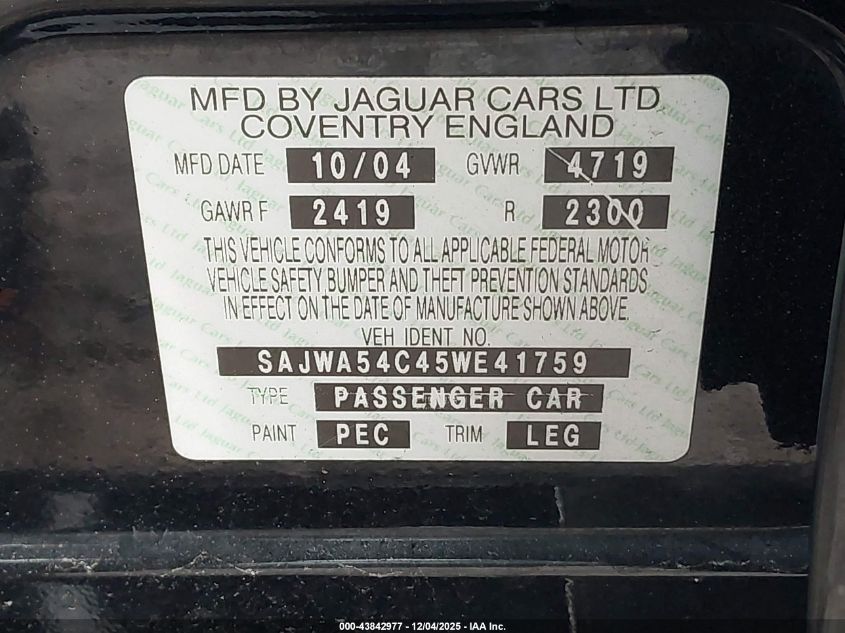 MFD BY JAGUAR CARS LTD
COVENTRY ENGLAND
MFD DATE 10/04 GVWR 4719
GAWR F 2419 R 2300
THIS VEHICLE CONFORMS TO ALL APPLICABLE FEDERAL MOTOR
VEHICLE SAFETY BUMPER AND THEFT PREVENTION STANDARDS
IN EFFECT ON THE DATE OF MANUFACTURE SHOWN ABOVE.
VEH IDENT NO.
SAJWA54C45WE41759
TYPE PASSENGER CAR
PAINT PEC TRIM LEG
000-43842977 - 12/04/2025 - IAA Inc.